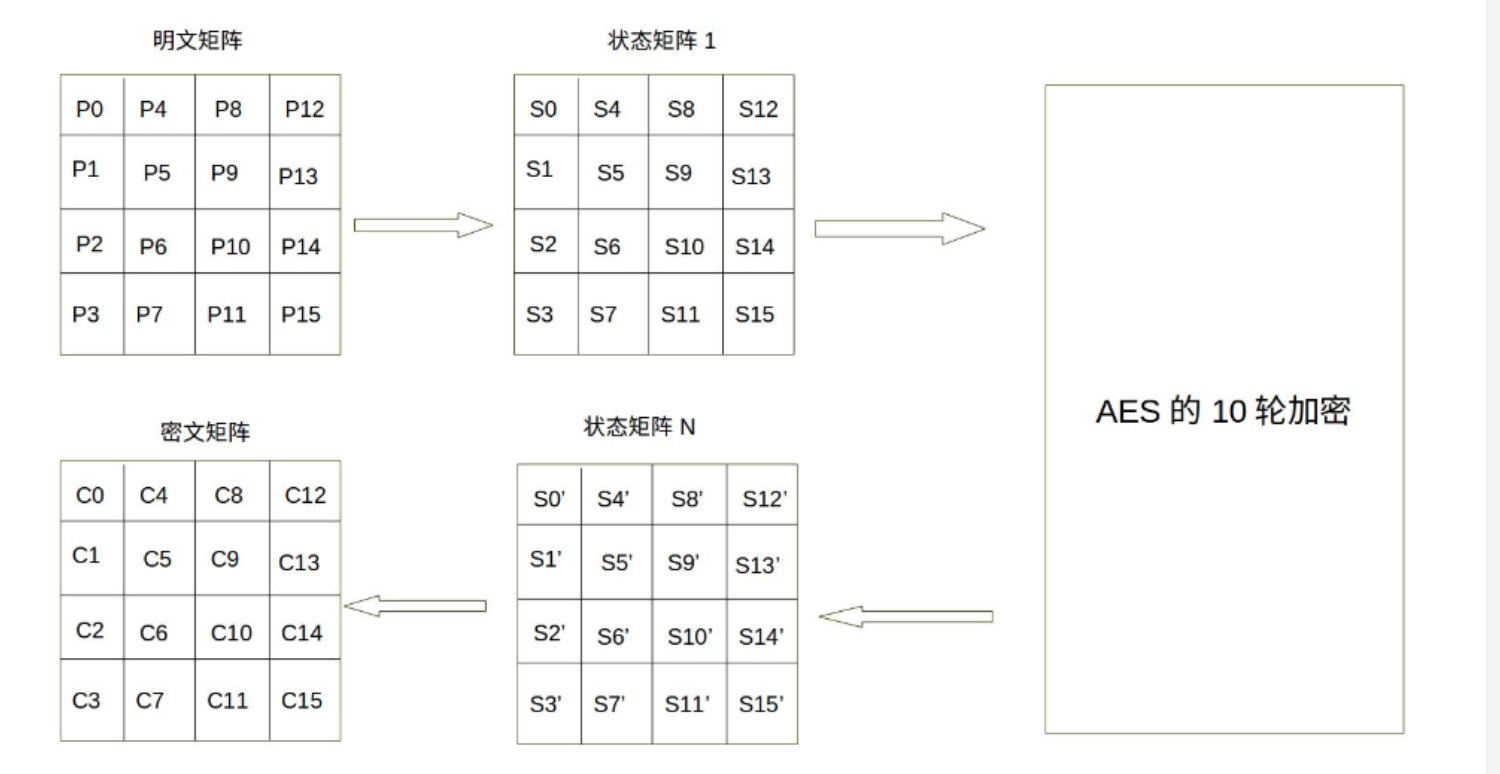 明文矩阵
P0 P4 P8 P12
P1 P5 P9 P13
P2 P6 P10 P14
P3 P7 P11 P15
状态矩阵 1
S0 S4 S8 S12
S1 S5 S9 S13
S2 S6 S10 S14
S3 S7 S11 S15
AES 的 10 轮加密
密文矩阵
C0 C4 C8 C12
C1 C5 C9 C13
C2 C6 C10 C14
C3 C7 C11 C15
状态矩阵 N
S0’ S4’ S8’ S12’
S1’ S5’ S9’ S13’
S2’ S6’ S10’ S14’
S3’ S7’ S11’ S15’